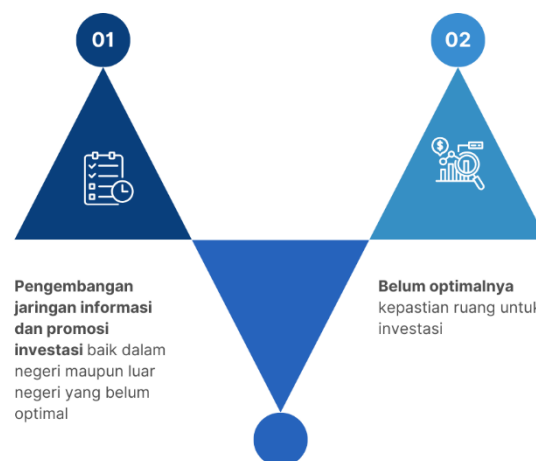 01
02
Pengembangan
jaringan informasi
dan promosi
investasi baik dalam
negeri maupun luar
negeri yang belum
optimal
Belum optimalnya
kepastian ruang untuk
investasi